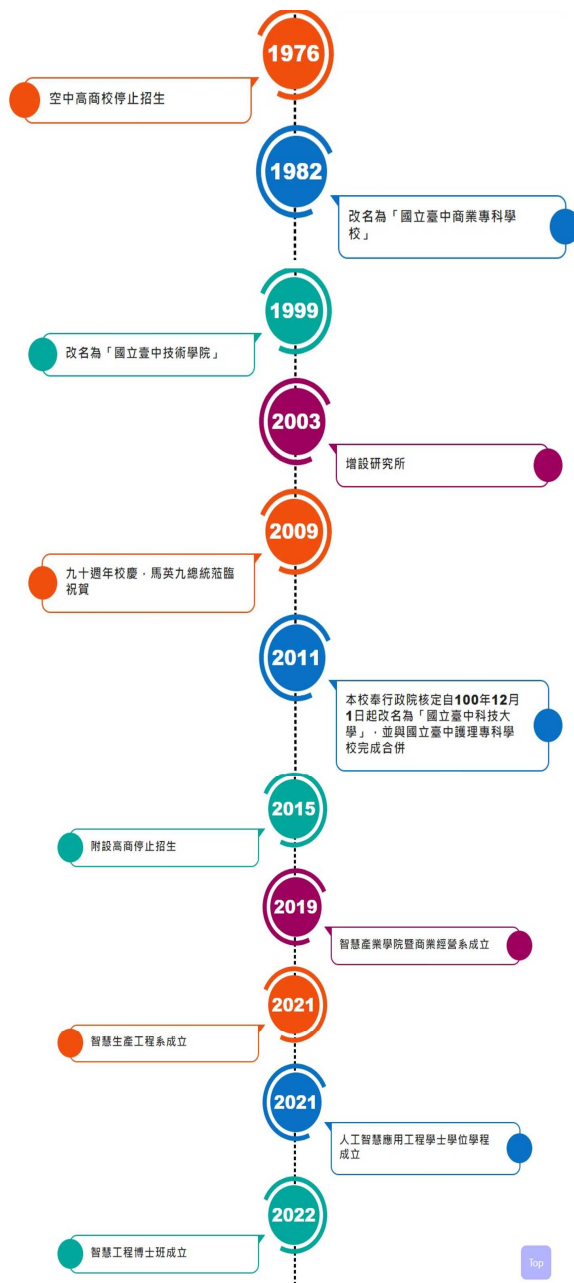 1976
空中高商校停止招生
1982
改名為「國立臺中商業專科學
校」
1999
改名為「國立臺中技術學院」
2003
增設研究所
2009
九十週年校慶，馬英九總統蒞臨
祝賀
2011
本校奉行政院核定自100年12月
1日起改名為「國立臺中科技大
學」，並與國立臺中護理專科學
校完成合併
2015
附設高商停止招生
2019
智慧產業學院暨商業經營系成立
2021
智慧生產工程系成立
2021
人工智慧應用工程學士學位學程
成立
2022
智慧工程博士班成立
Top